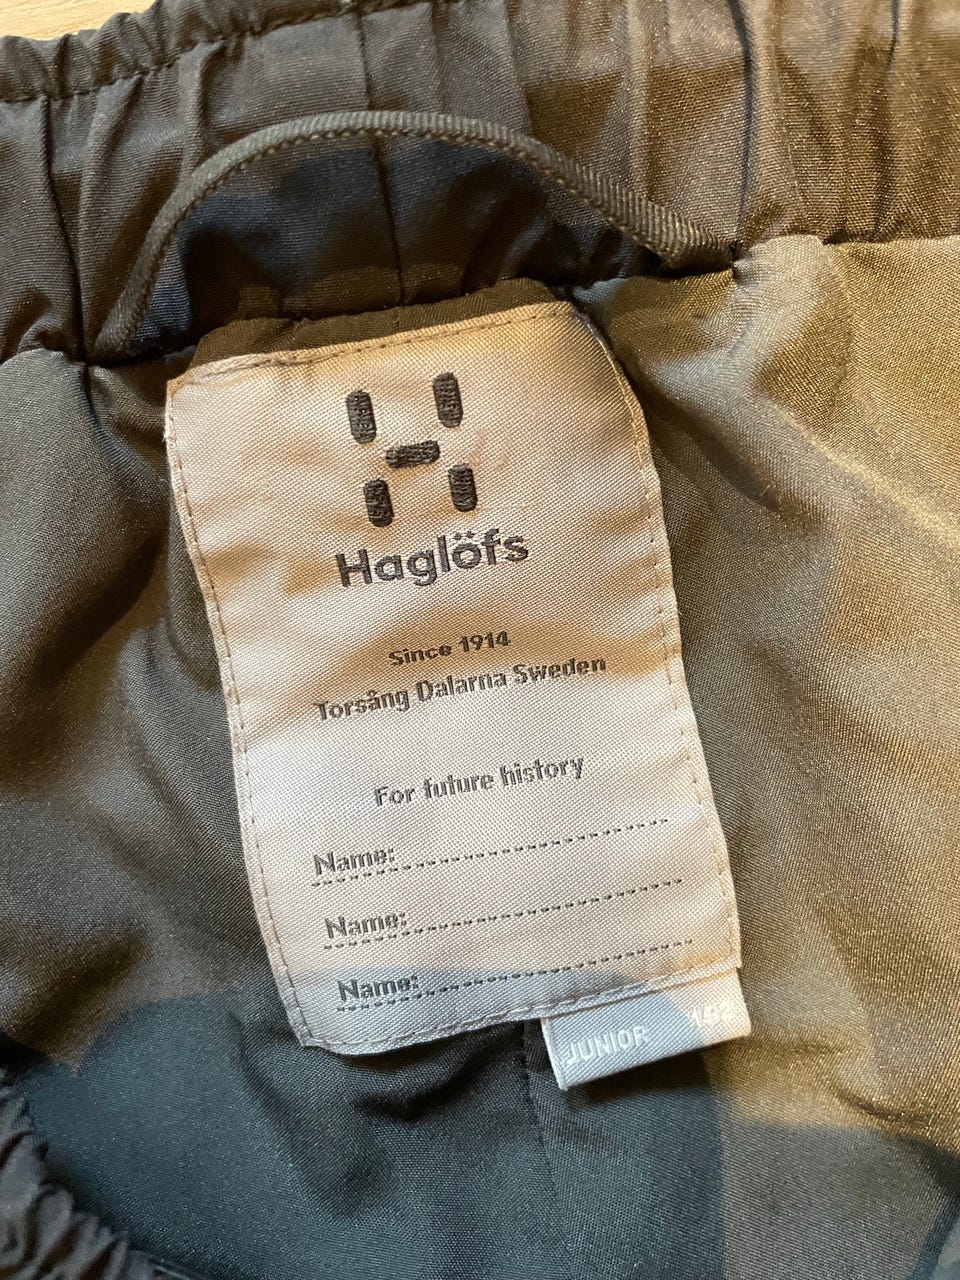 Haglöfs
Since 1914
Torsång Dalarna Sweden
For future history
Name:
Name:
Name:
JUNIOR